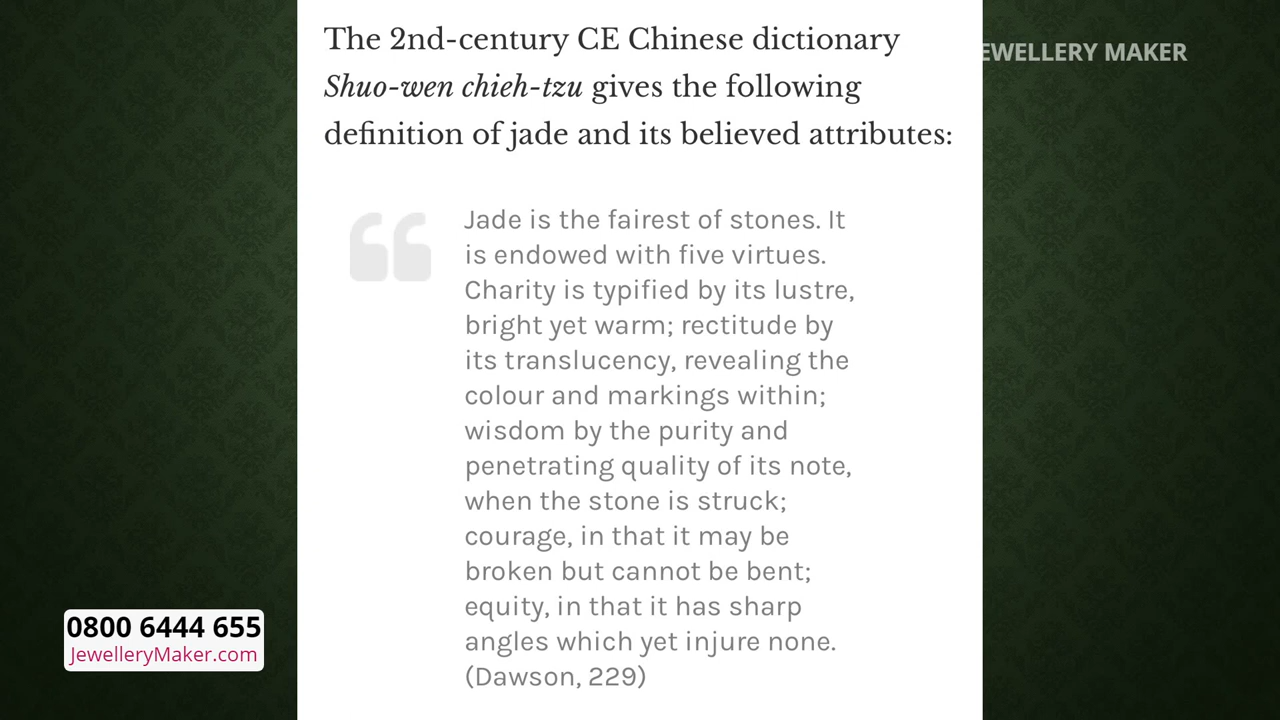 The 2nd-century CE Chinese dictionary
Shuo-wen chieh-tzu gives the following
definition of jade and its believed attributes:
Jade is the fairest of stones. It
is endowed with five virtues.
Charity is typified by its lustre,
bright yet warm; rectitude by
its translucency, revealing the
colour and markings within;
wisdom by the purity and
penetrating quality of its note,
when the stone is struck;
courage, in that it may be
broken but cannot be bent;
equity, in that it has sharp
angles which yet injure none.
(Dawson, 229)
EWELLERY MAKER
0800 6444 655
JewelleryMaker.com